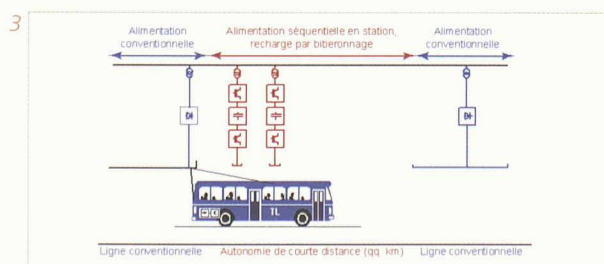 3
Alimentation
conventionnelle
Alimentation séquentielle en station,
recharge par biberonnage
Alimentation
conventionnelle
TL
Ligne conventionnelle
Autonomie de courte distance (qq. km)
Ligne conventionnelle